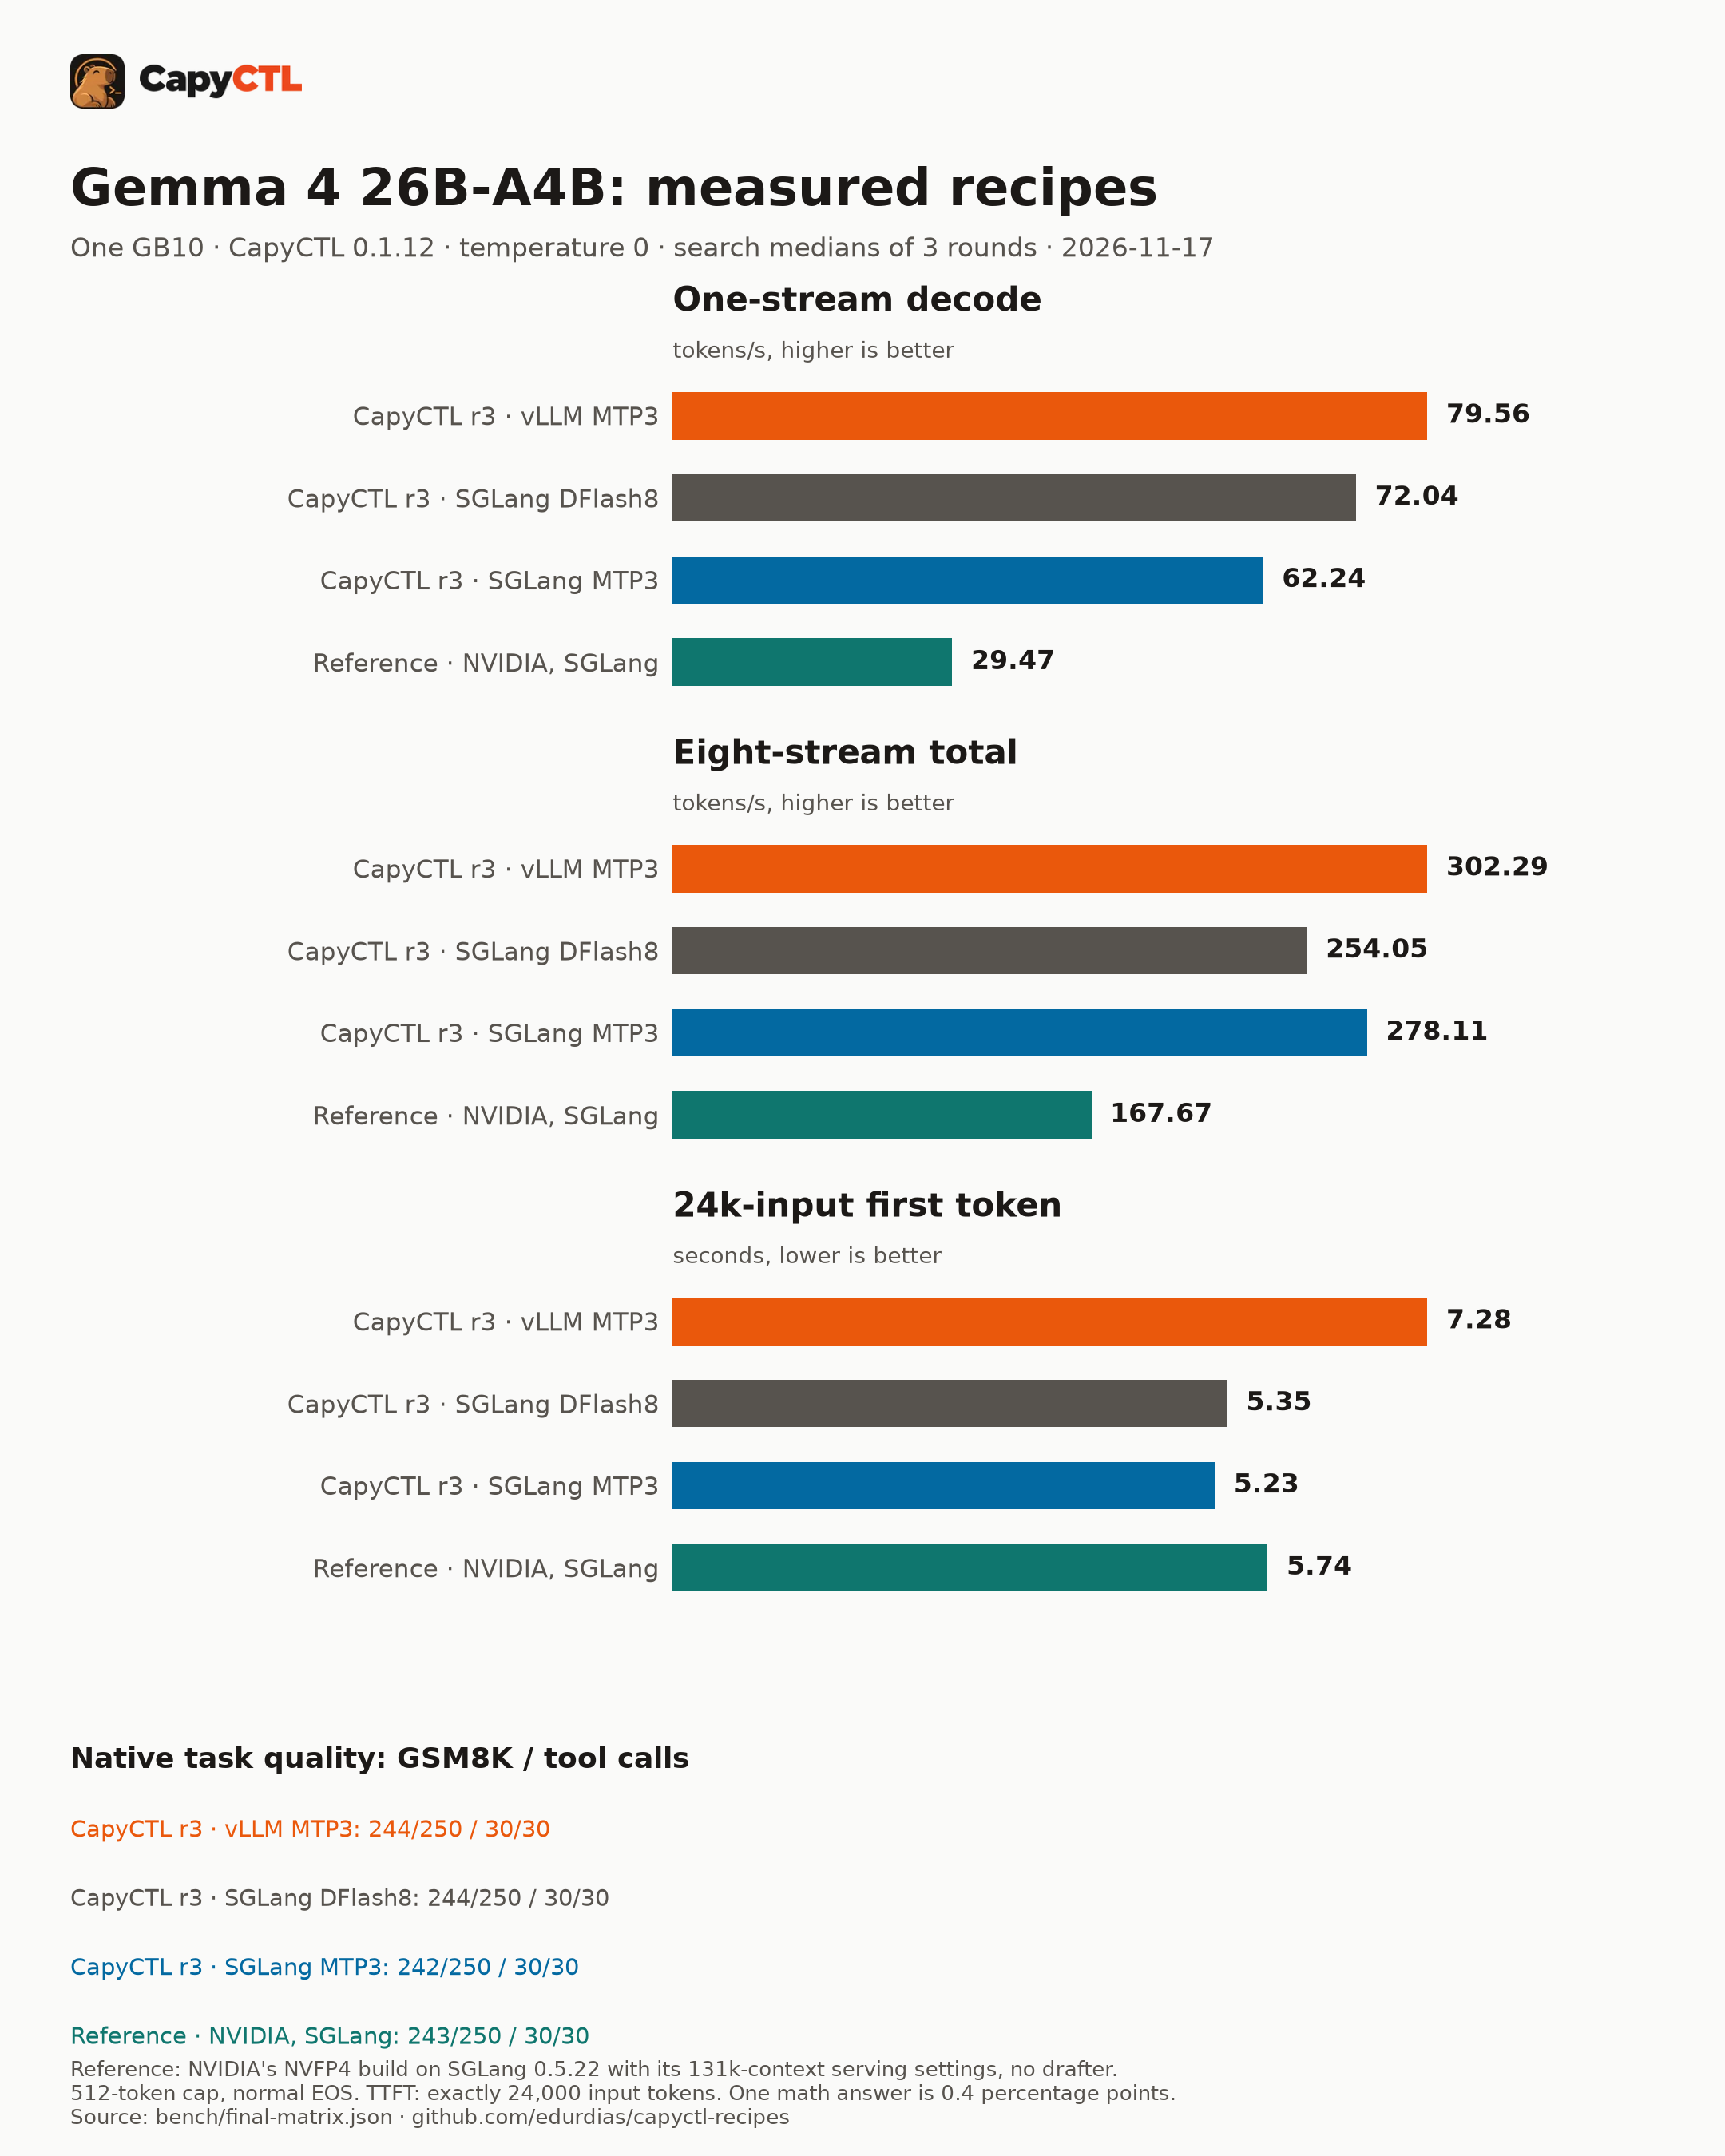 CapyCTL
Gemma 4 26B-A4B: measured recipes
One GB10 · CapyCTL 0.1.12 · temperature 0 · search medians of 3 rounds · 2026-11-17
One-stream decode
tokens/s, higher is better
CapyCTL r3 · vLLM MTP3 79.56
CapyCTL r3 · SGLang DFlash8 72.04
CapyCTL r3 · SGLang MTP3 62.24
Reference · NVIDIA, SGLang 29.47
Eight-stream total
tokens/s, higher is better
CapyCTL r3 · vLLM MTP3 302.29
CapyCTL r3 · SGLang DFlash8 254.05
CapyCTL r3 · SGLang MTP3 278.11
Reference · NVIDIA, SGLang 167.67
24k-input first token
seconds, lower is better
CapyCTL r3 · vLLM MTP3 7.28
CapyCTL r3 · SGLang DFlash8 5.35
CapyCTL r3 · SGLang MTP3 5.23
Reference · NVIDIA, SGLang 5.74
Native task quality: GSM8K / tool calls
CapyCTL r3 · vLLM MTP3: 244/250 / 30/30
CapyCTL r3 · SGLang DFlash8: 244/250 / 30/30
CapyCTL r3 · SGLang MTP3: 242/250 / 30/30
Reference · NVIDIA, SGLang: 243/250 / 30/30
Reference: NVIDIA's NVFP4 build on SGLang 0.5.22 with its 131k-context serving settings, no drafter.
512-token cap, normal EOS. TTFT: exactly 24,000 input tokens. One math answer is 0.4 percentage points.
Source: bench/final-matrix.json · github.com/edurdias/capyctl-recipes